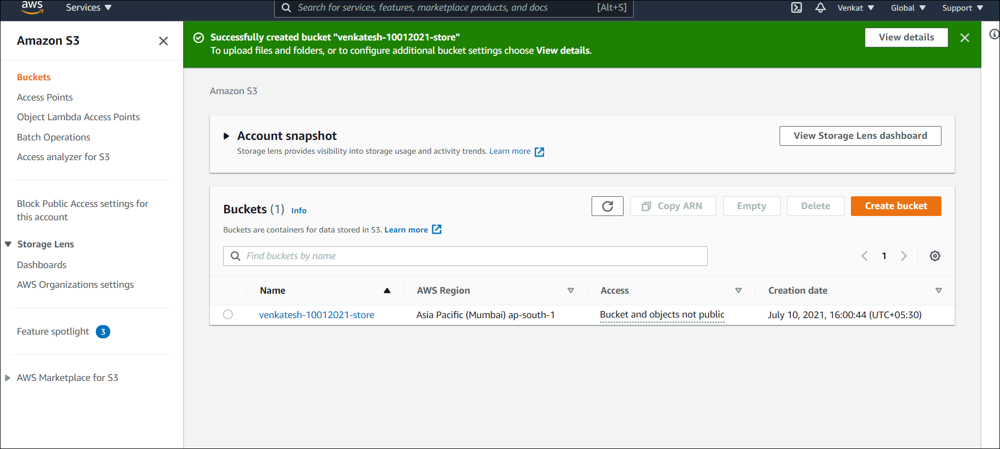 aws
Services
Search for services, features, marketplace products, and docs [Alt+S]
Venkat
Global
Support
Amazon S3
Buckets
Access Points
Object Lambda Access Points
Batch Operations
Access analyzer for S3
Block Public Access settings for
this account
Storage Lens
Dashboards
AWS Organizations settings
Feature spotlight 3
AWS Marketplace for S3
Successfully created bucket "venkatesh-10012021-store"
To upload files and folders, or to configure additional bucket settings choose View details.
View details
Amazon S3
Account snapshot
Storage lens provides visibility into storage usage and activity trends. Learn more
View Storage Lens dashboard
Buckets (1) Info
Copy ARN
Empty
Delete
Create bucket
Buckets are containers for data stored in S3. Learn more
Find buckets by name
1
Name AWS Region Access Creation date
venkatesh-10012021-store Asia Pacific (Mumbai) ap-south-1 Bucket and objects not public July 10, 2021, 16:00:44 (UTC+05:30)